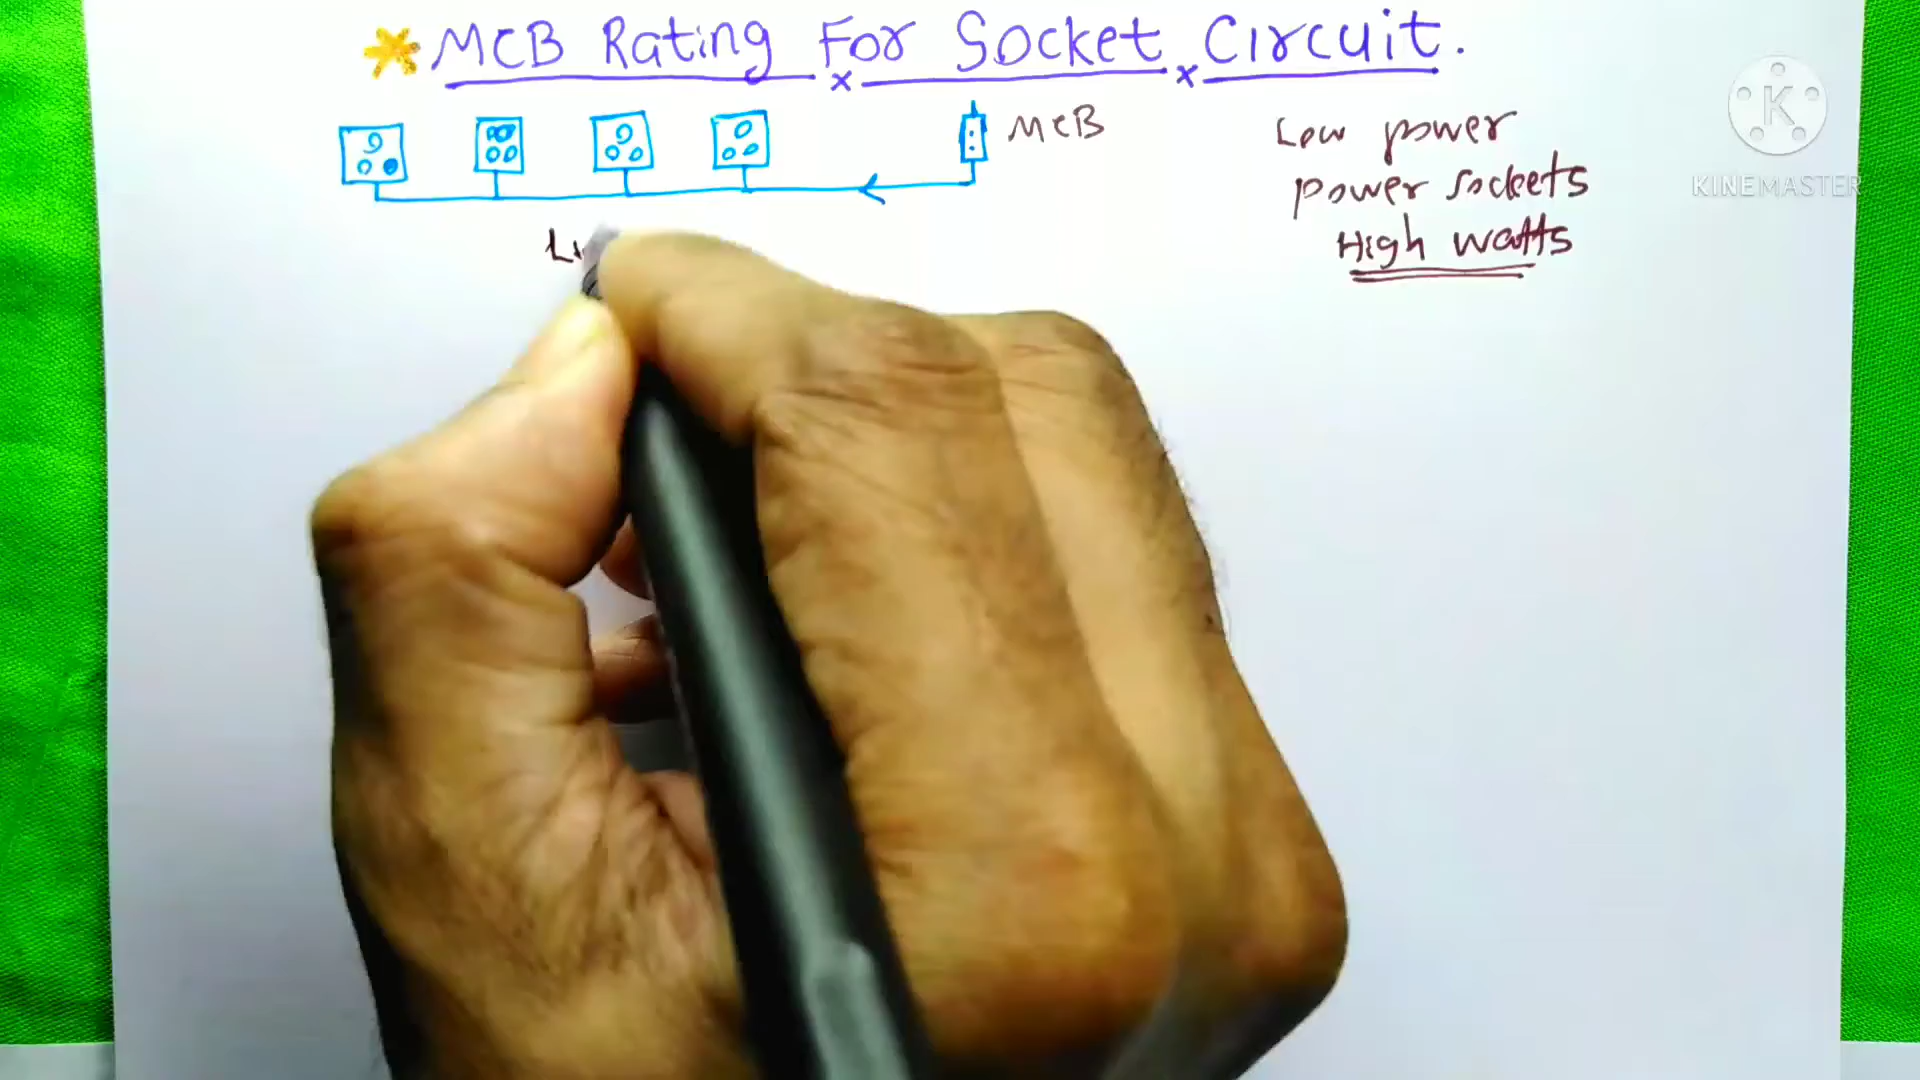 MCB Rating For Socket Circuit.
MCB
Low power
power sockets
High watts
K
KINEMASTER